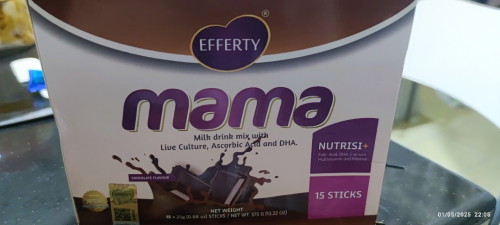 ®
EFFERTY
mama
Milk drink mix with
Live Culture, Ascorbic Acid and DHA.
NUTRISI+
CHOCOLATE FLAVOUR
15 STICKS
NET WEIGHT
01/05/2025 22:05